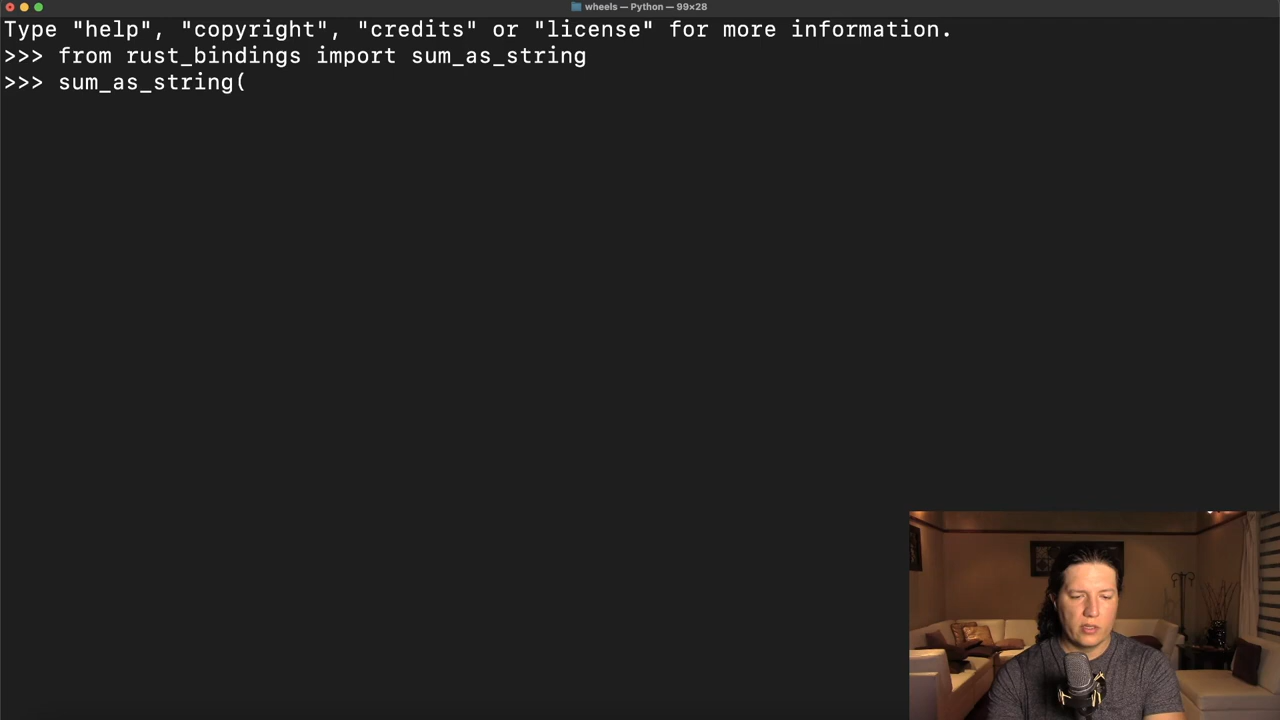 wheels — Python — 99×28
Type "help", "copyright", "credits" or "license" for more information.
>>> from rust_bindings import sum_as_string
>>> sum_as_string(